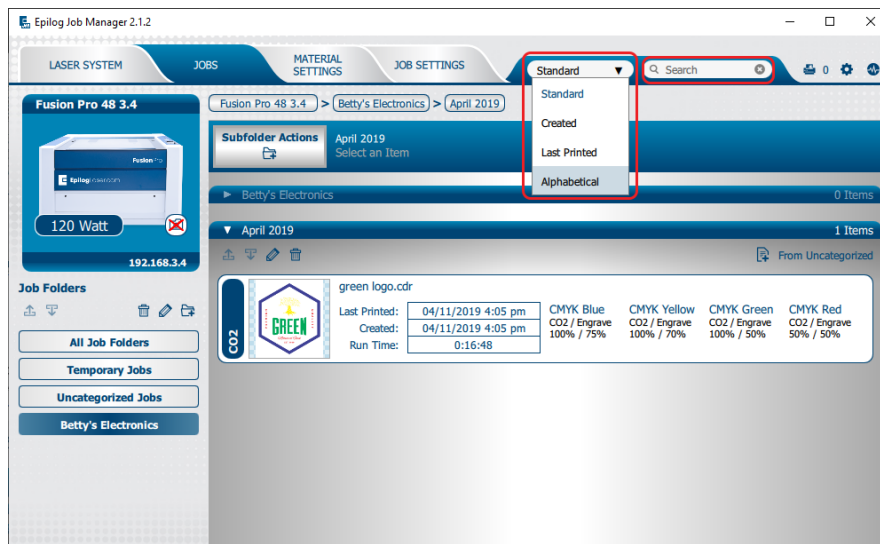 Epilog Job Manager 2.1.2
LASER SYSTEM
JOBS
MATERIAL
SETTINGS
JOB SETTINGS
Standard ▼
Search
0
Standard
Created
Last Printed
Alphabetical
Fusion Pro 48 3.4
Fusion Pro
Epilog
120 Watt
192.168.3.4
Job Folders
All Job Folders
Temporary Jobs
Uncategorized Jobs
Betty's Electronics
Fusion Pro 48 3.4 > Betty's Electronics > April 2019
Subfolder Actions
April 2019
Select an Item
► Betty's Electronics 0 Items
▼ April 2019 1 Items
From Uncategorized
CO2
GREEN
green logo.cdr
Last Printed: 04/11/2019 4:05 pm
Created: 04/11/2019 4:05 pm
Run Time: 0:16:48
CMYK Blue
CO2 / Engrave
100% / 75%
CMYK Yellow
CO2 / Engrave
100% / 70%
CMYK Green
CO2 / Engrave
100% / 50%
CMYK Red
CO2 / Engrave
50% / 50%